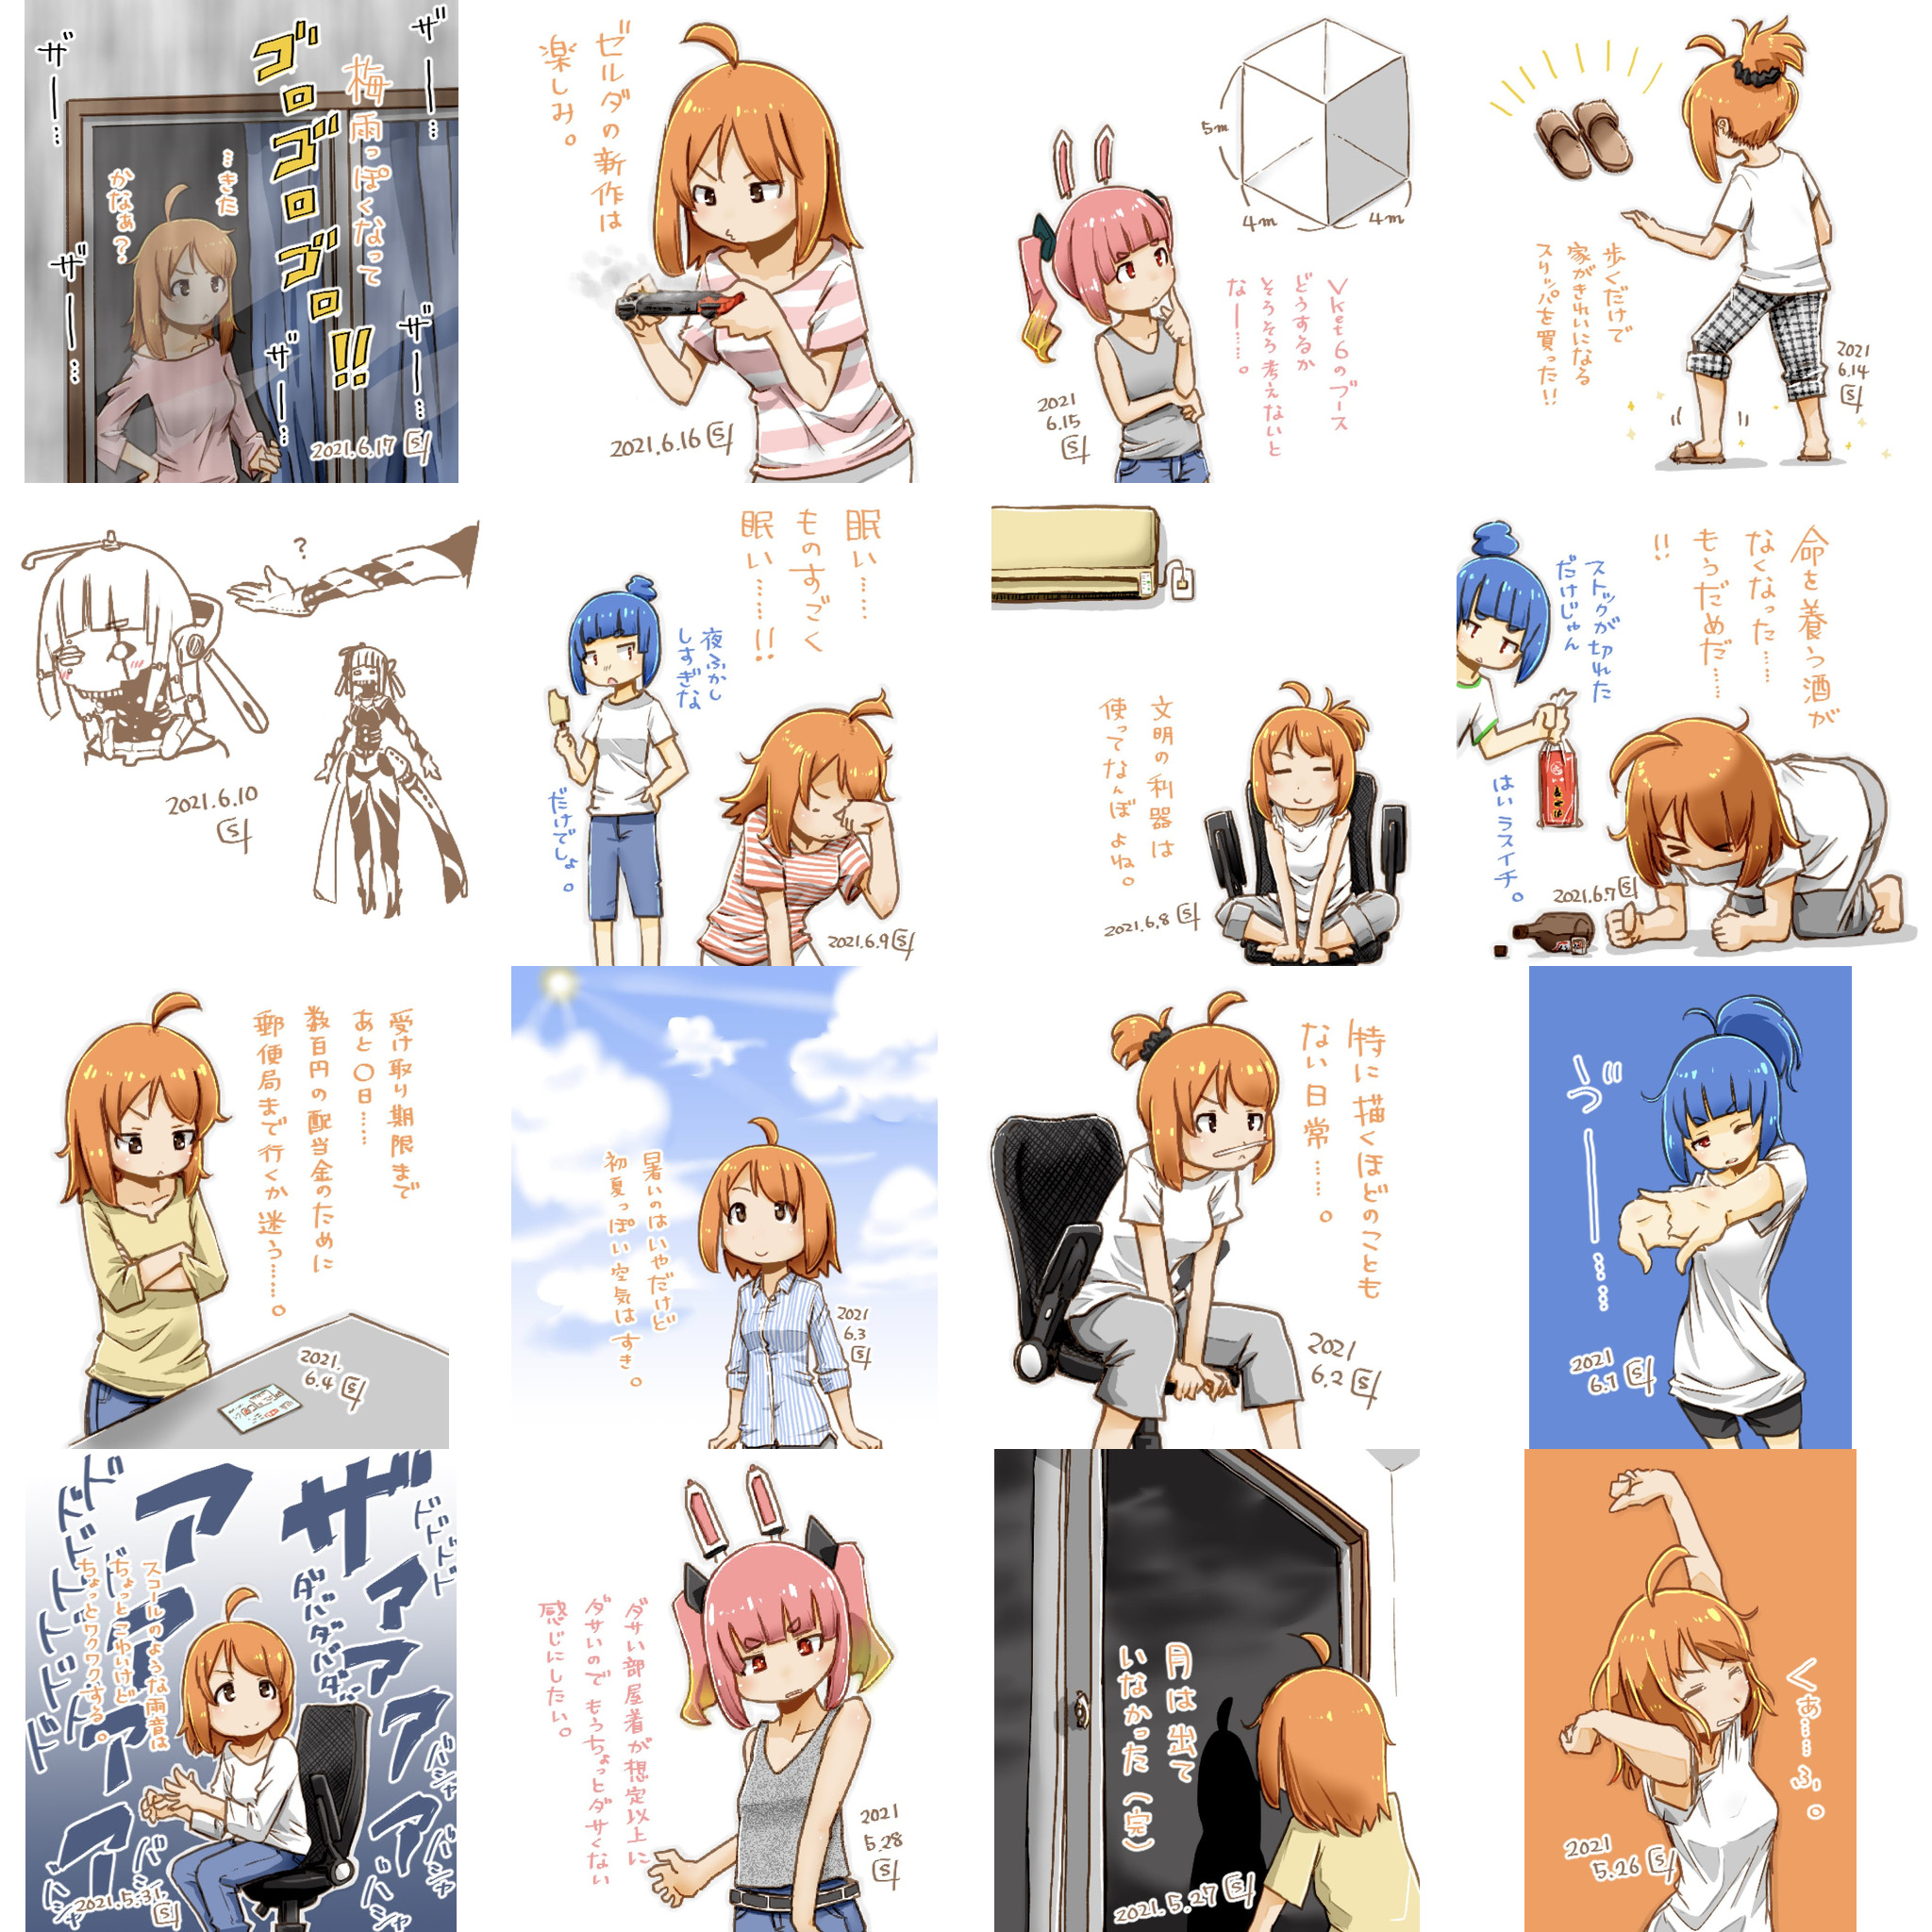 ザー…
ザー…
ザー…
ザー…
ゴロゴロゴロ!!
梅雨っぽくなって
…きた
かなぁ?
2021.6.17
ゼルダの新作は
楽しみ。
2021.6.16
5m
4m
4m
Vket6のブース
どうするか
そろそろ考えないと
なー……。
2021
6.15
歩くだけで
家がきれいになる
スリッパを買った!!
2021
6.14
?
2021.6.10
眠い……
ものすごく
眠い……!!
夜ふかし
しすぎな
だけでしょ。
2021.6.9
文明の利器は
使ってなんぼよね。
2021.6.8
命を養う酒が
なくなった……
もうだめだ……
!!
ストックが切れた
だけじゃん
はいラスイチ。
2021.6.7
受け取り期限まで
あと〇日……
数百円の配当金のために
郵便局まで行くか迷う……。
2021.
6.4
暑いのはいやだけど
初夏っぽい空気はすき。
2021
6.3
特に描くほどのことも
ない日常……。
2021
6.2
づ――……
2021
6.1
ザァァァァ
アアアア
ドドドドドドド
ドドドド
ダバダバダバ
バシャバシャバシャ
スコールのような雨音は
ちょっとこわいけど
ちょっとワクワクする。
2021.5.31.
ダサい部屋着が想定以上に
ダサいのでもうちょっとダサくない
感じにしたい。
2021
5.28
月は出て
いなかった(完)
2021.5.27
くぁ……ふ。
2021
5.26